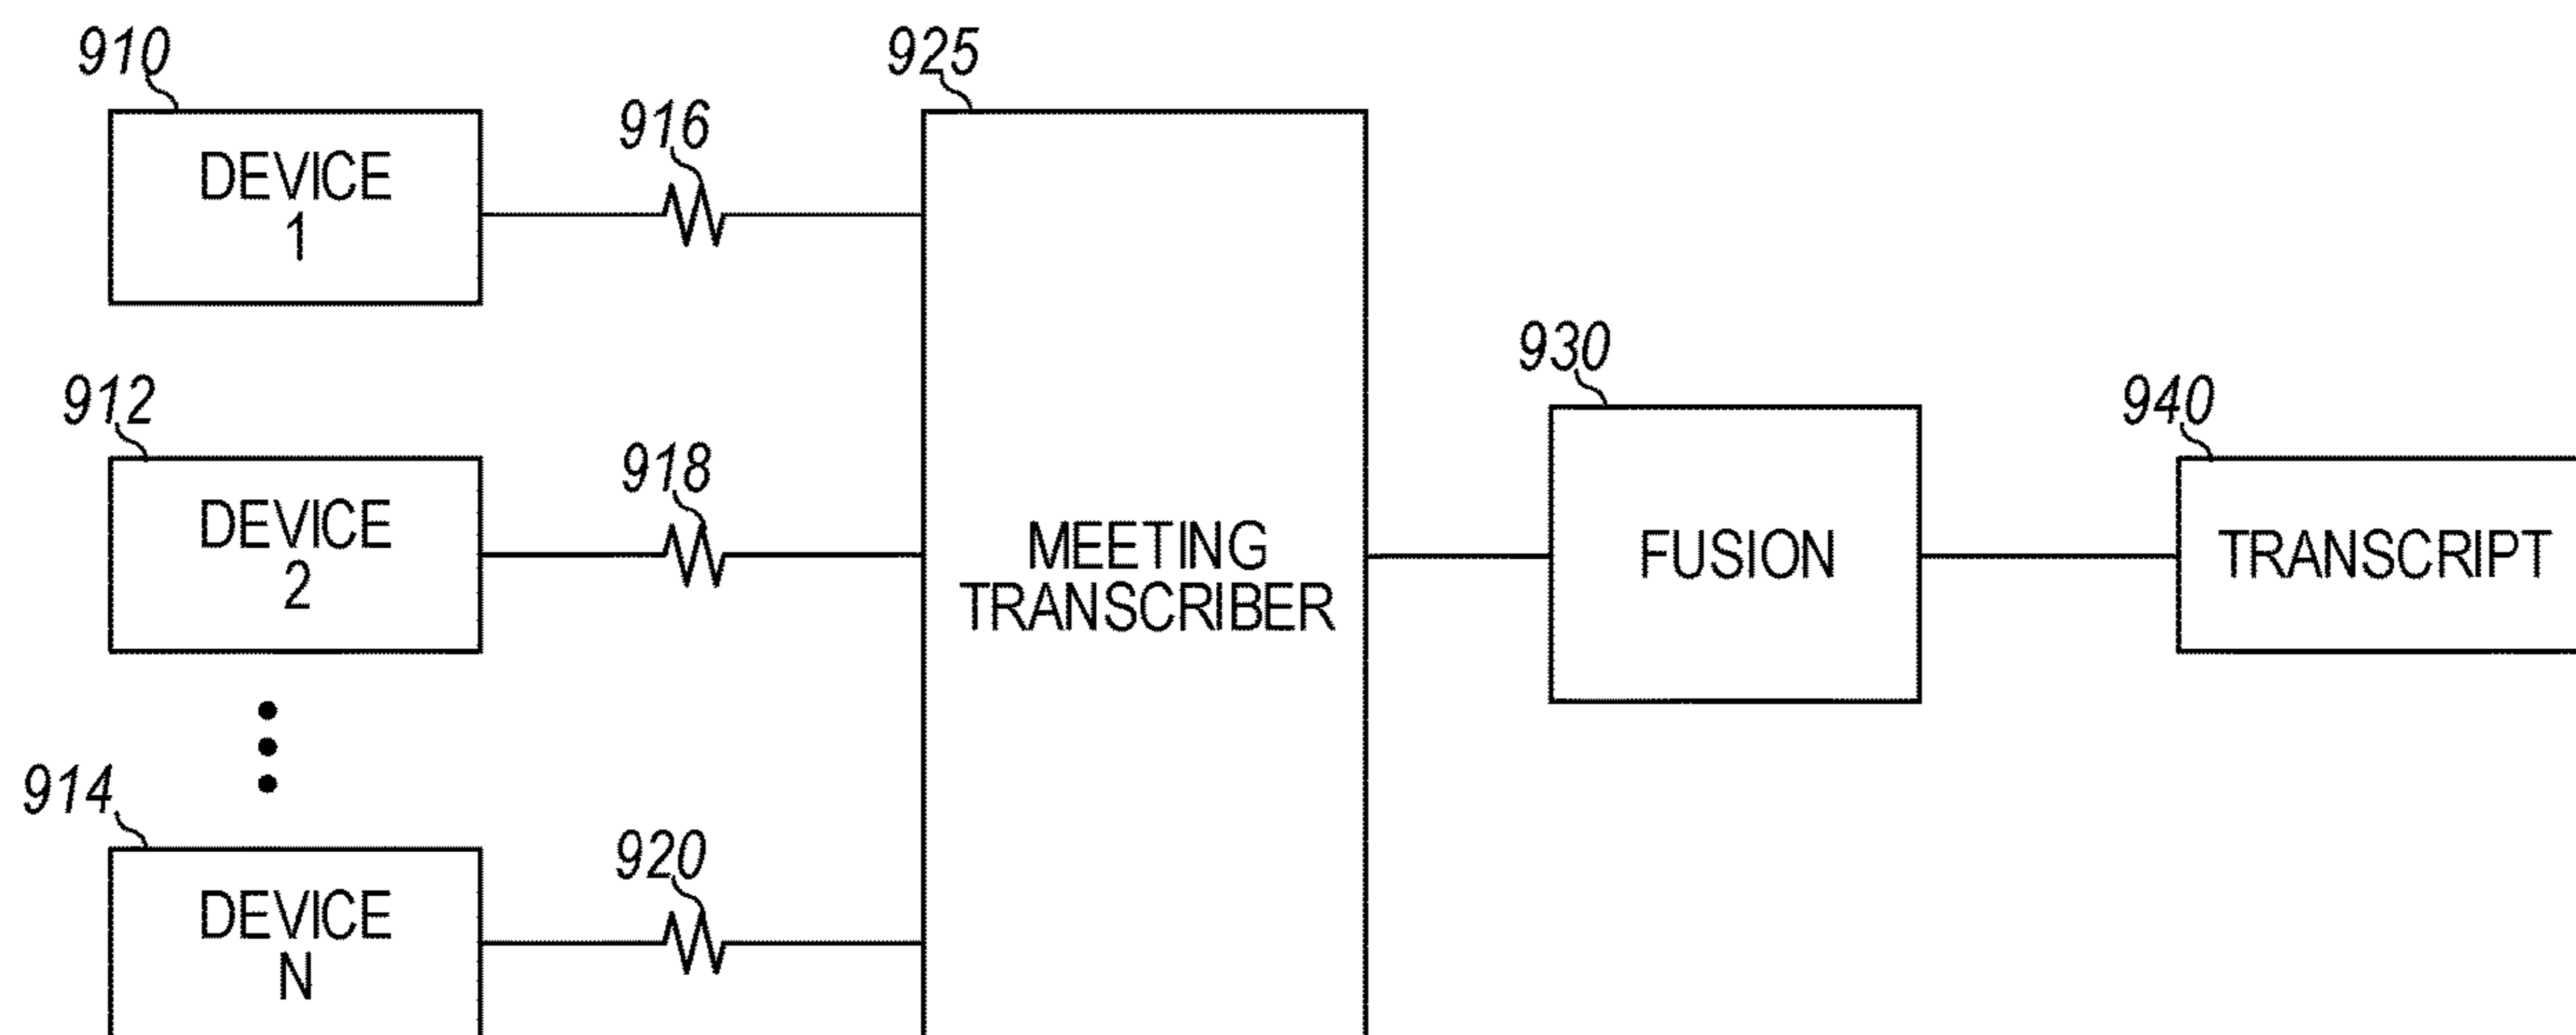 910
925
916
DEVICE
1
930
912
940
918
DEVICE
2
MEETING
TRANSCRIBER
FUSION
TRANSCRIPT
914
920
DEVICE
N